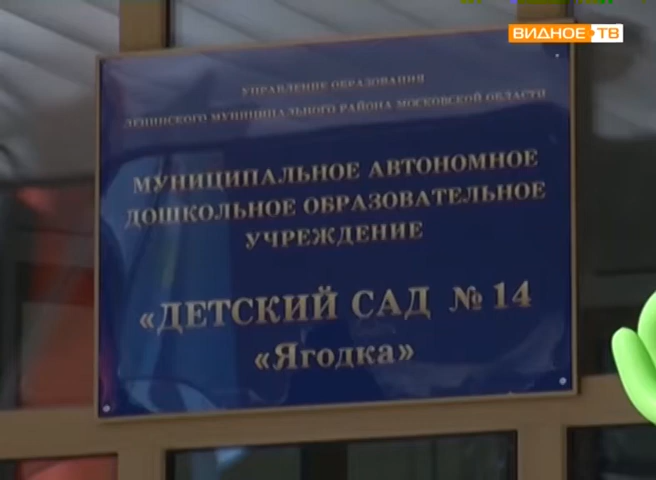 ВИДНОЕ ТВ
УПРАВЛЕНИЕ ОБРАЗОВАНИЯ
ЛЕНИНСКОГО МУНИЦИПАЛЬНОГО РАЙОНА МОСКОВСКОЙ ОБЛАСТИ
МУНИЦИПАЛЬНОЕ АВТОНОМНОЕ
ДОШКОЛЬНОЕ ОБРАЗОВАТЕЛЬНОЕ
УЧРЕЖДЕНИЕ
«ДЕТСКИЙ САД № 14
«Ягодка»